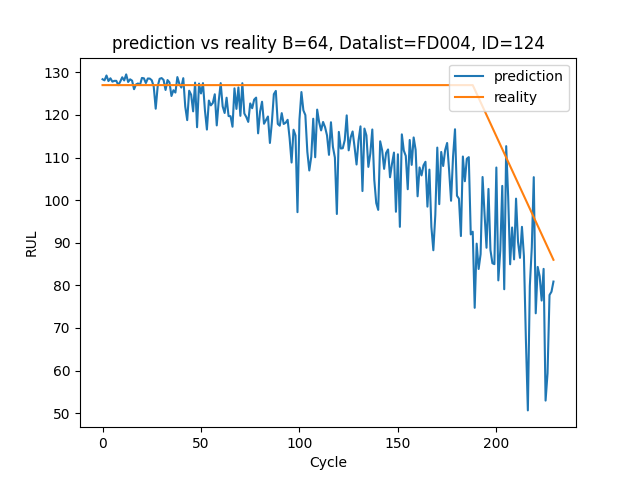 prediction vs reality B=64, Datalist=FD004, ID=124
prediction
reality
130
120
110
100
90
80
70
60
50
RUL
0
50
100
150
200
Cycle